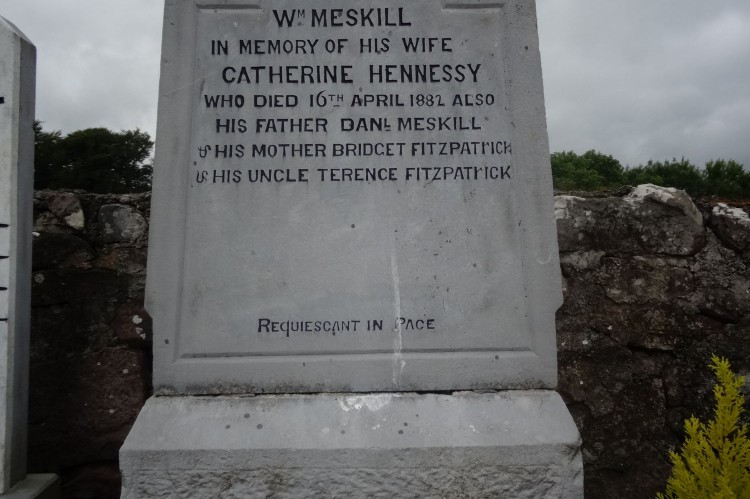 Wᴹ MESKILL
IN MEMORY OF HIS WIFE
CATHERINE HENNESSY
WHO DIED 16TH APRIL 1882 ALSO
HIS FATHER DANL MESKILL
& HIS MOTHER BRIDGET FITZPATRICK
& HIS UNCLE TERENCE FITZPATRICK
REQUIESCANT IN PACE